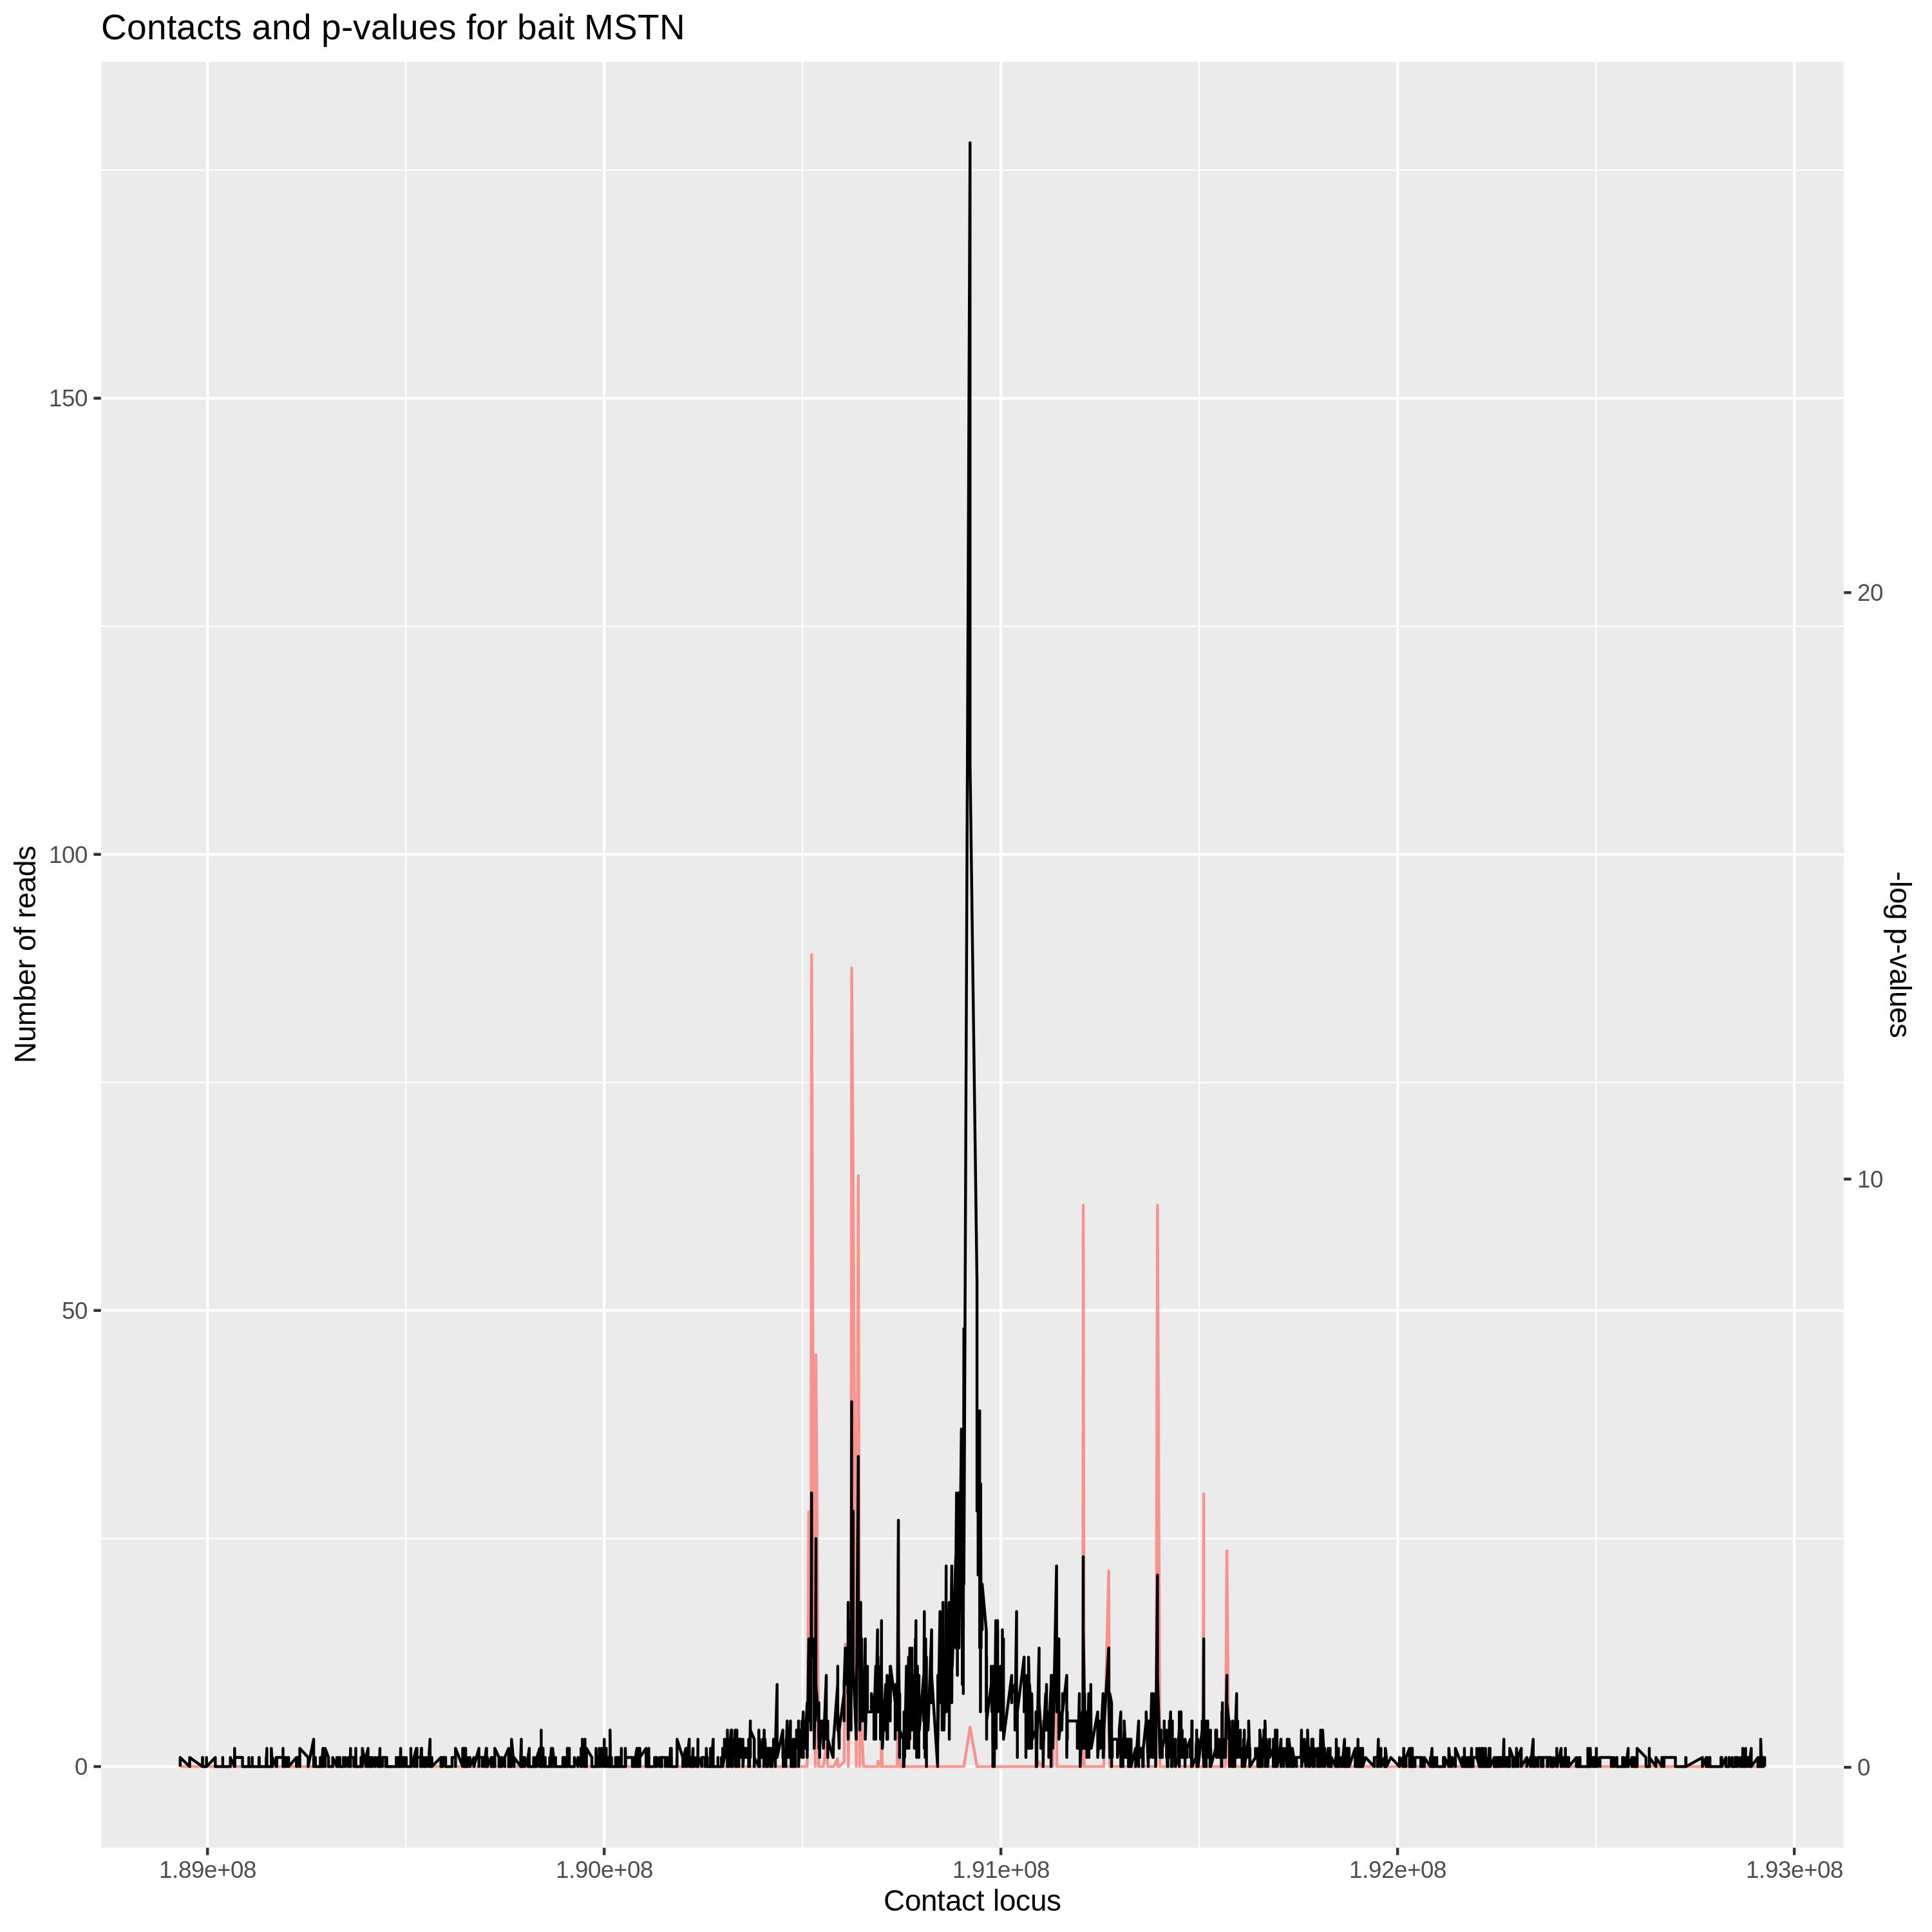 Contacts and p-values for bait MSTN
Number of reads
150
100
50
0
20
10
0
-log p-values
1.89e+08
1.90e+08
1.91e+08
1.92e+08
1.93e+08
Contact locus